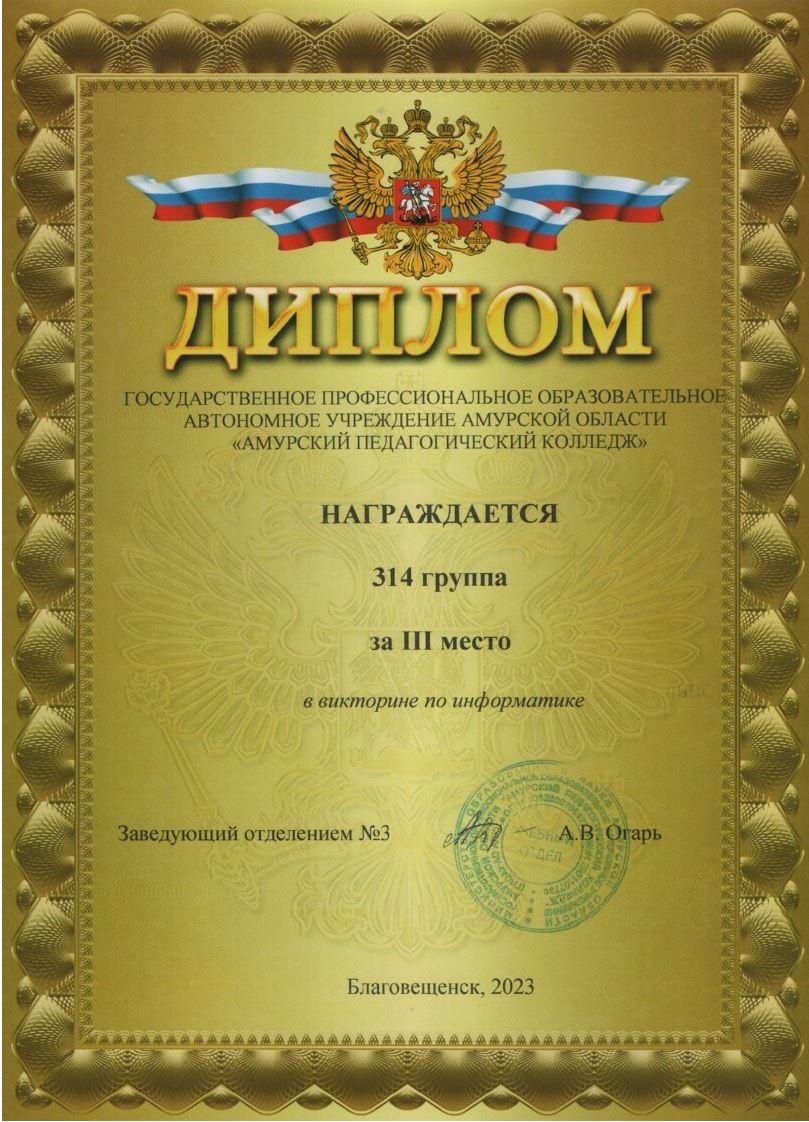 ДИПЛОМ
ГОСУДАРСТВЕННОЕ ПРОФЕССИОНАЛЬНОЕ ОБРАЗОВАТЕЛЬНОЕ
АВТОНОМНОЕ УЧРЕЖДЕНИЕ АМУРСКОЙ ОБЛАСТИ
«АМУРСКИЙ ПЕДАГОГИЧЕСКИЙ КОЛЛЕДЖ»
НАГРАЖДАЕТСЯ
314 группа
за III место
в викторине по информатике
Заведующий отделением №3 А.В. Огарь
УЧЕБНЫЙ
ОТДЕЛ
Благовещенск, 2023